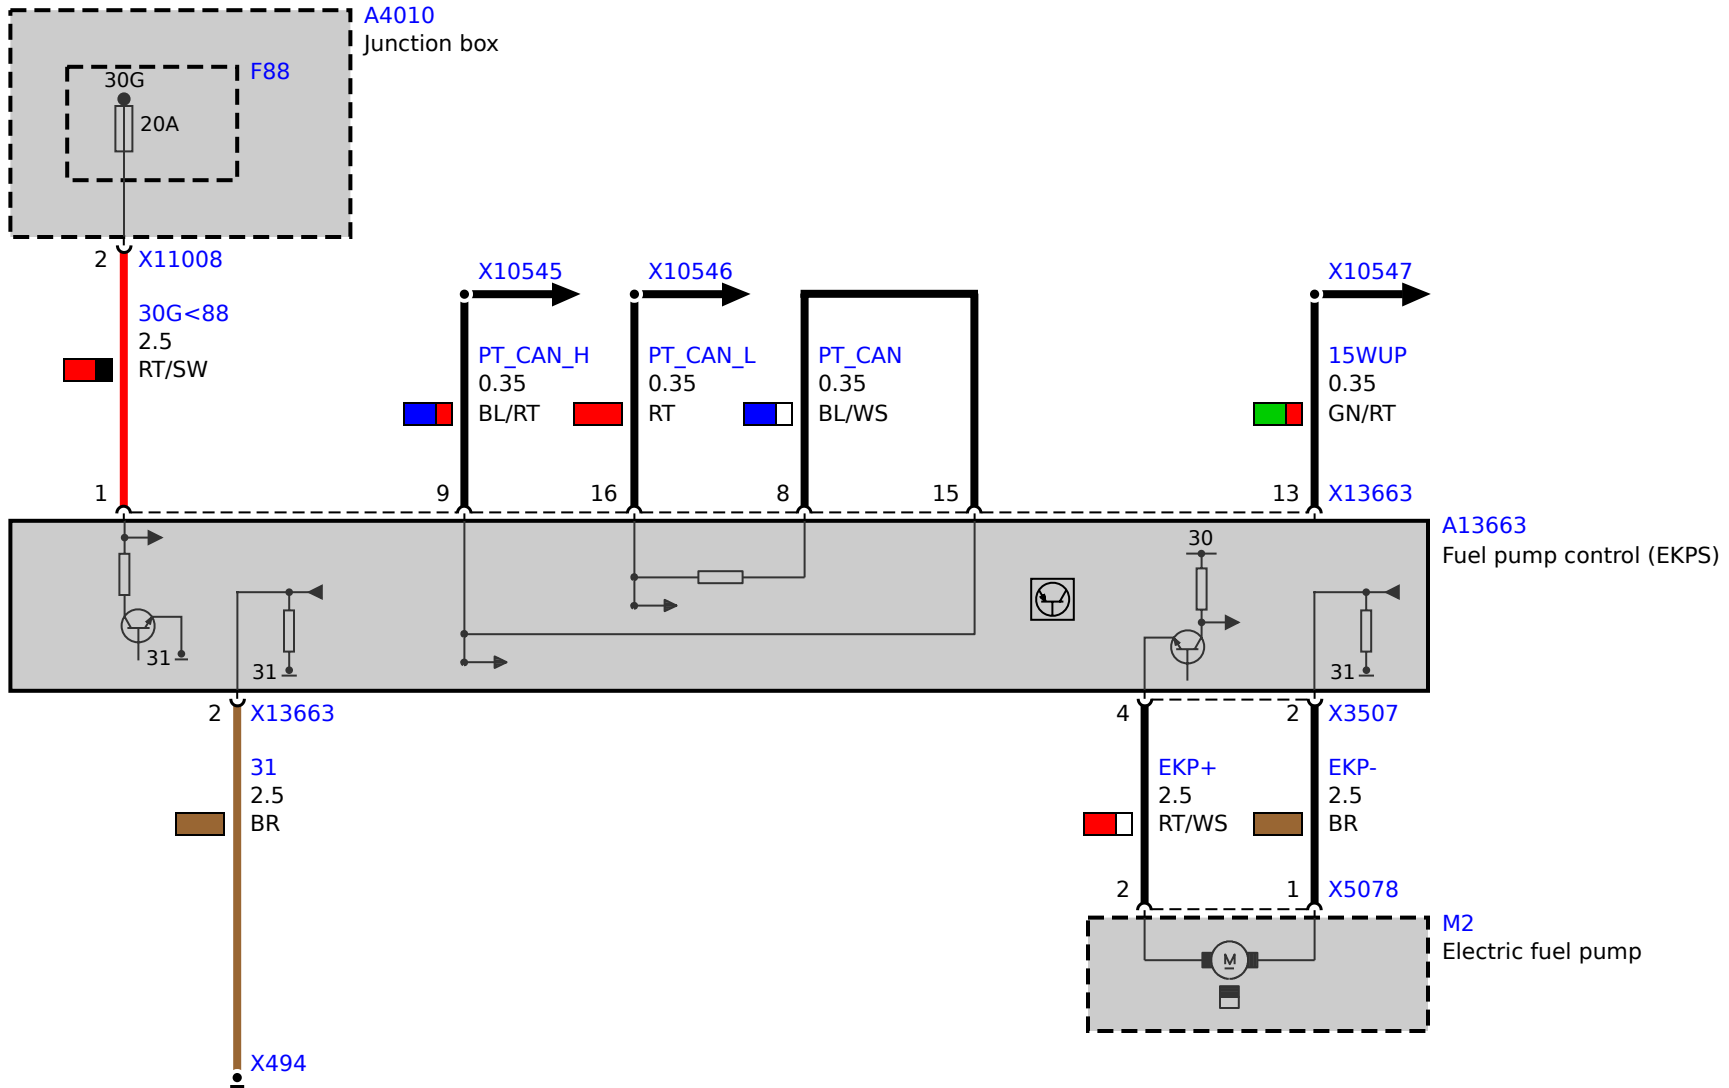 A4010
Junction box
F88
30G
20A
2 X11008
30G<88
2.5
RT/SW
1
X10545
PT_CAN_H
0.35
BL/RT
9
X10546
PT_CAN_L
0.35
RT
16
PT_CAN
0.35
BL/WS
8
15
X10547
15WUP
0.35
GN/RT
13 X13663
A13663
Fuel pump control (EKPS)
31
31
30
31
2 X13663
31
2.5
BR
X494
4
EKP+
2.5
RT/WS
2
2 X3507
EKP-
2.5
BR
1 X5078
M2
Electric fuel pump
M